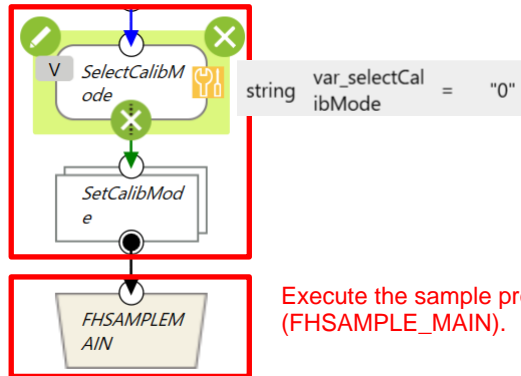 V
SelectCalibM
ode
string var_selectCal
ibMode = "0"
SetCalibMod
e
FHSAMPLEM
AIN
Execute the sample pr
(FHSAMPLE_MAIN).